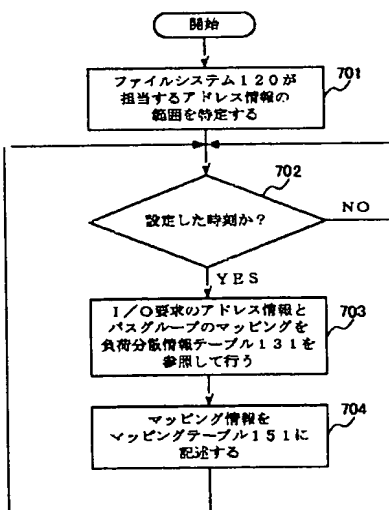 開始
ファイルシステム120が
担当するアドレス情報の
範囲を特定する
701
702
設定した時刻か?
NO
YES
I/O要求のアドレス情報と
パスグループのマッピングを
負荷分散情報テーブル131を
参照して行う
703
マッピング情報を
マッピングテーブル151に
記述する
704